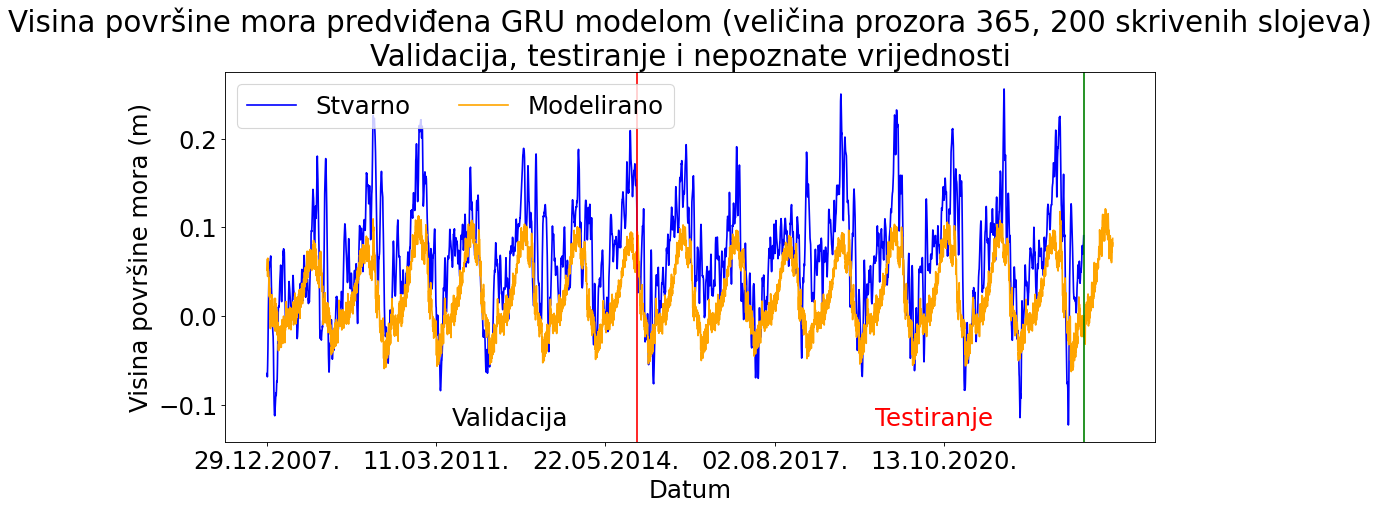 Visina površine mora predviđena GRU modelom (veličina prozora 365, 200 skrivenih slojeva)
Validacija, testiranje i nepoznate vrijednosti
Stvarno Modelirano
Visina površine mora (m)
0.2
0.1
0.0
−0.1
Validacija Testiranje
29.12.2007. 11.03.2011. 22.05.2014. 02.08.2017. 13.10.2020.
Datum